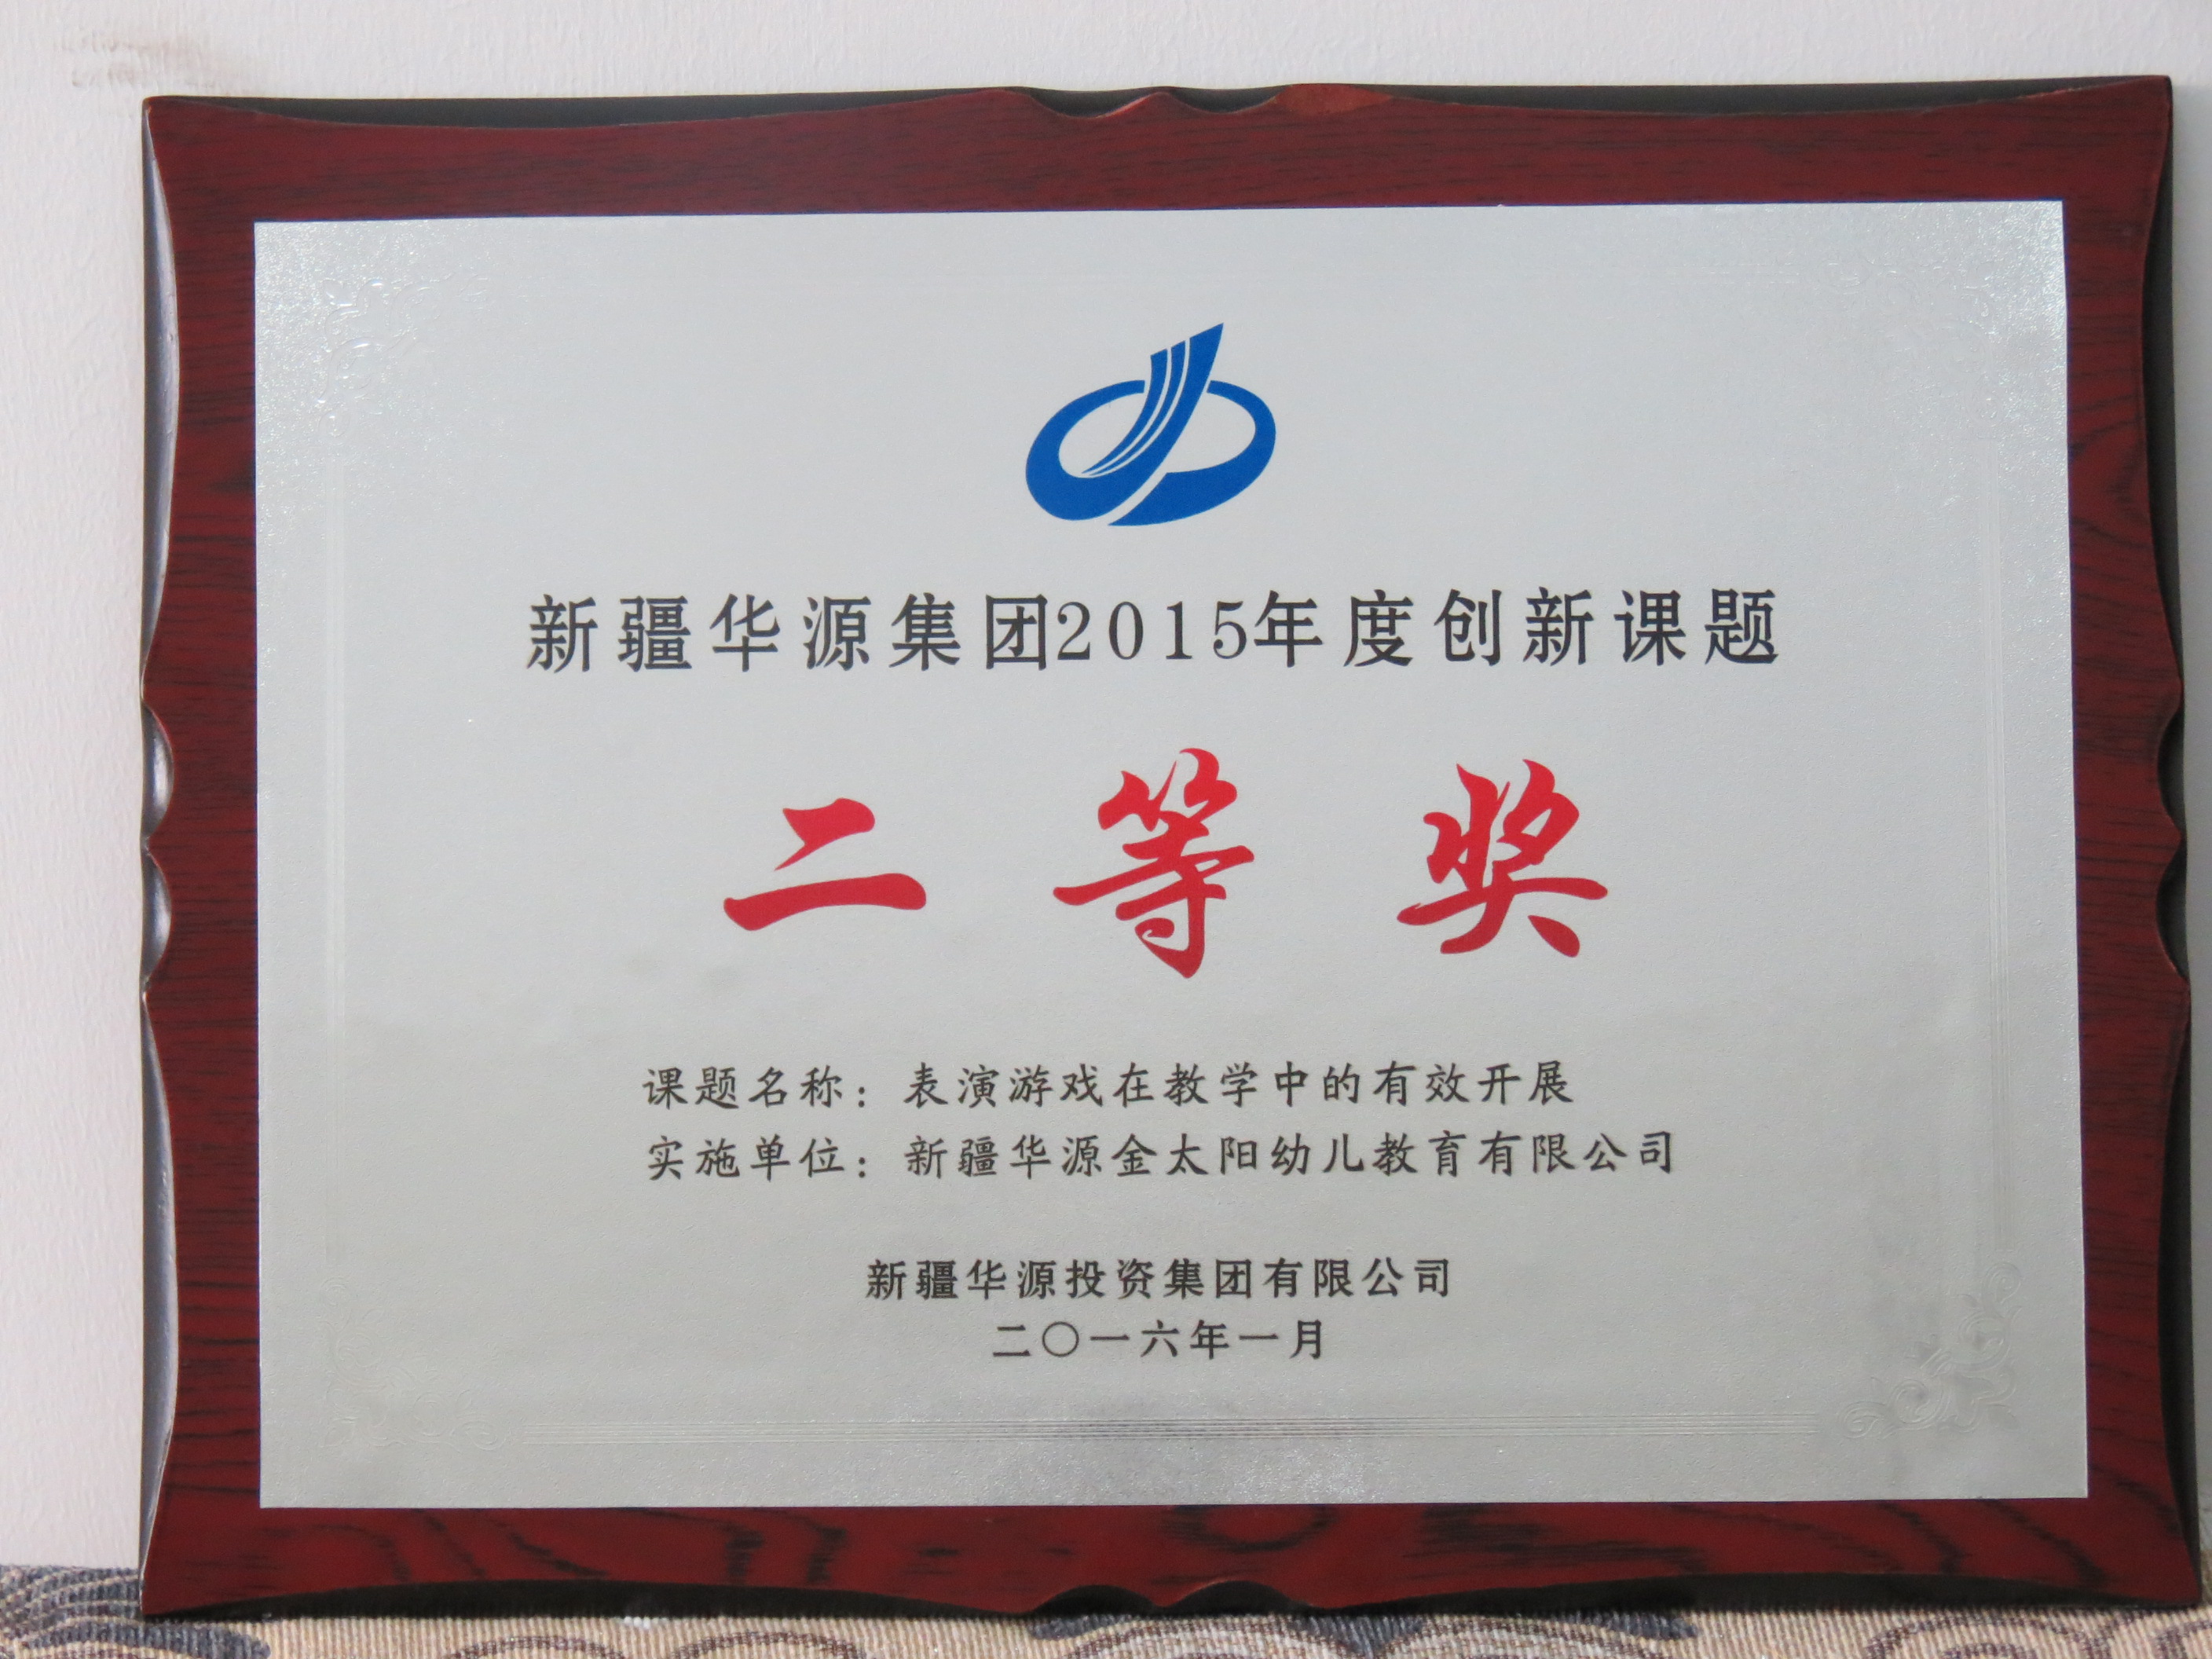 新疆华源集团2015年度创新课题
二等奖
课题名称：表演游戏在教学中的有效开展
实施单位：新疆华源金太阳幼儿教育有限公司
新疆华源投资集团有限公司
二〇一六年一月